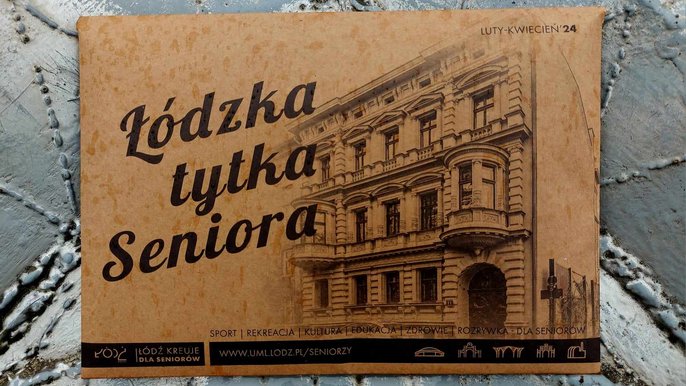 LUTY-KWIECIEŃ'24
Łódzka
tytka
Seniora
SPORT | REKREACJA | KULTURA | EDUKACJA | ZDROWIE | ROZRYWKA - DLA SENIORÓW
ŁÓDŹ KREUJE
DLA SENIORÓW
WWW.UML.LODZ.PL/SENIORZY